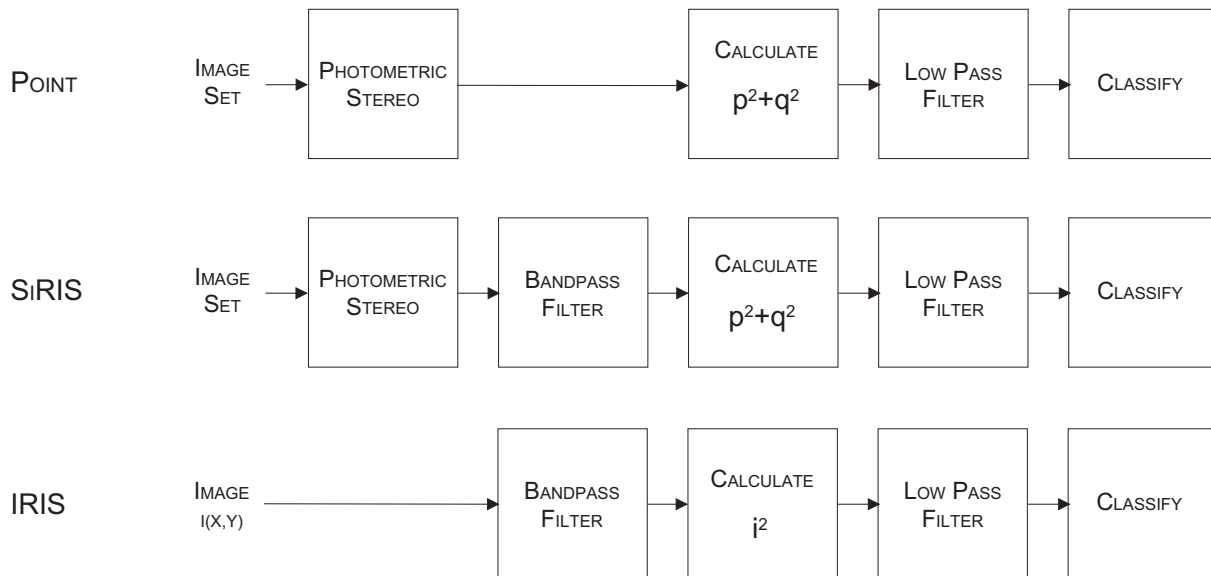 POINT
IMAGE
SET
PHOTOMETRIC
STEREO
CALCULATE
p²+q²
LOW PASS
FILTER
CLASSIFY
SIRIS
IMAGE
SET
PHOTOMETRIC
STEREO
BANDPASS
FILTER
CALCULATE
p²+q²
LOW PASS
FILTER
CLASSIFY
IRIS
IMAGE
I(X,Y)
BANDPASS
FILTER
CALCULATE
i²
LOW PASS
FILTER
CLASSIFY